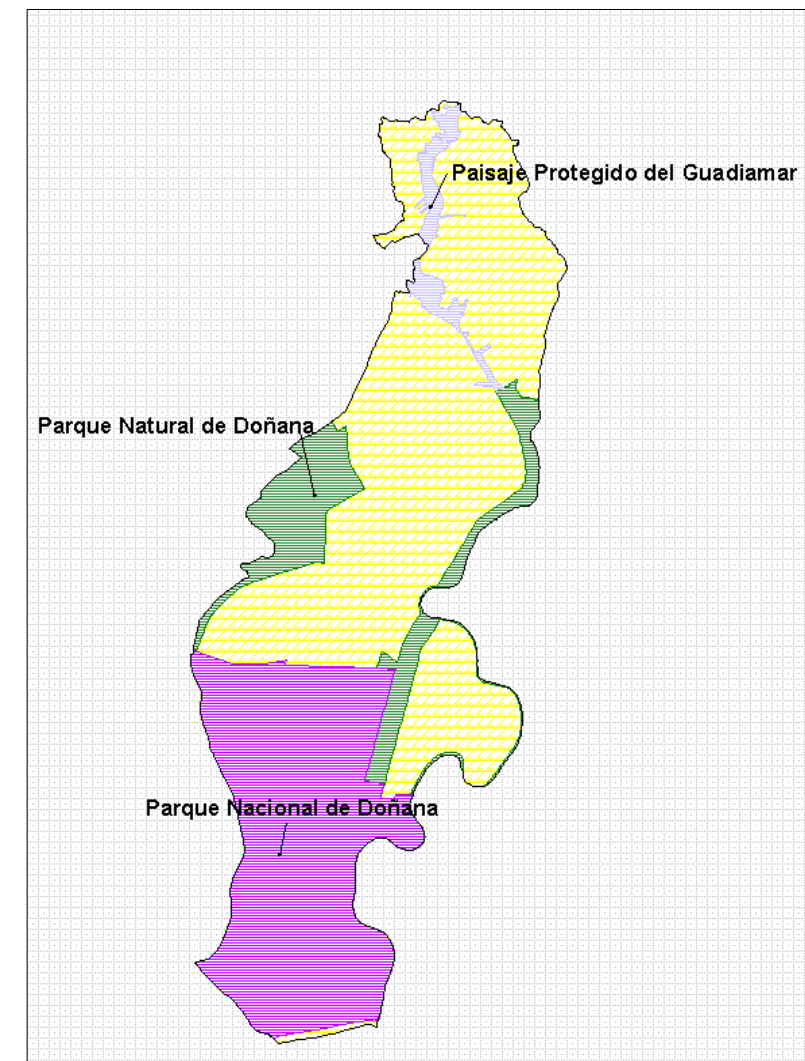 Paisaje Protegido del Guadiamar
Parque Natural de Doñana
Parque Nacional de Doñana